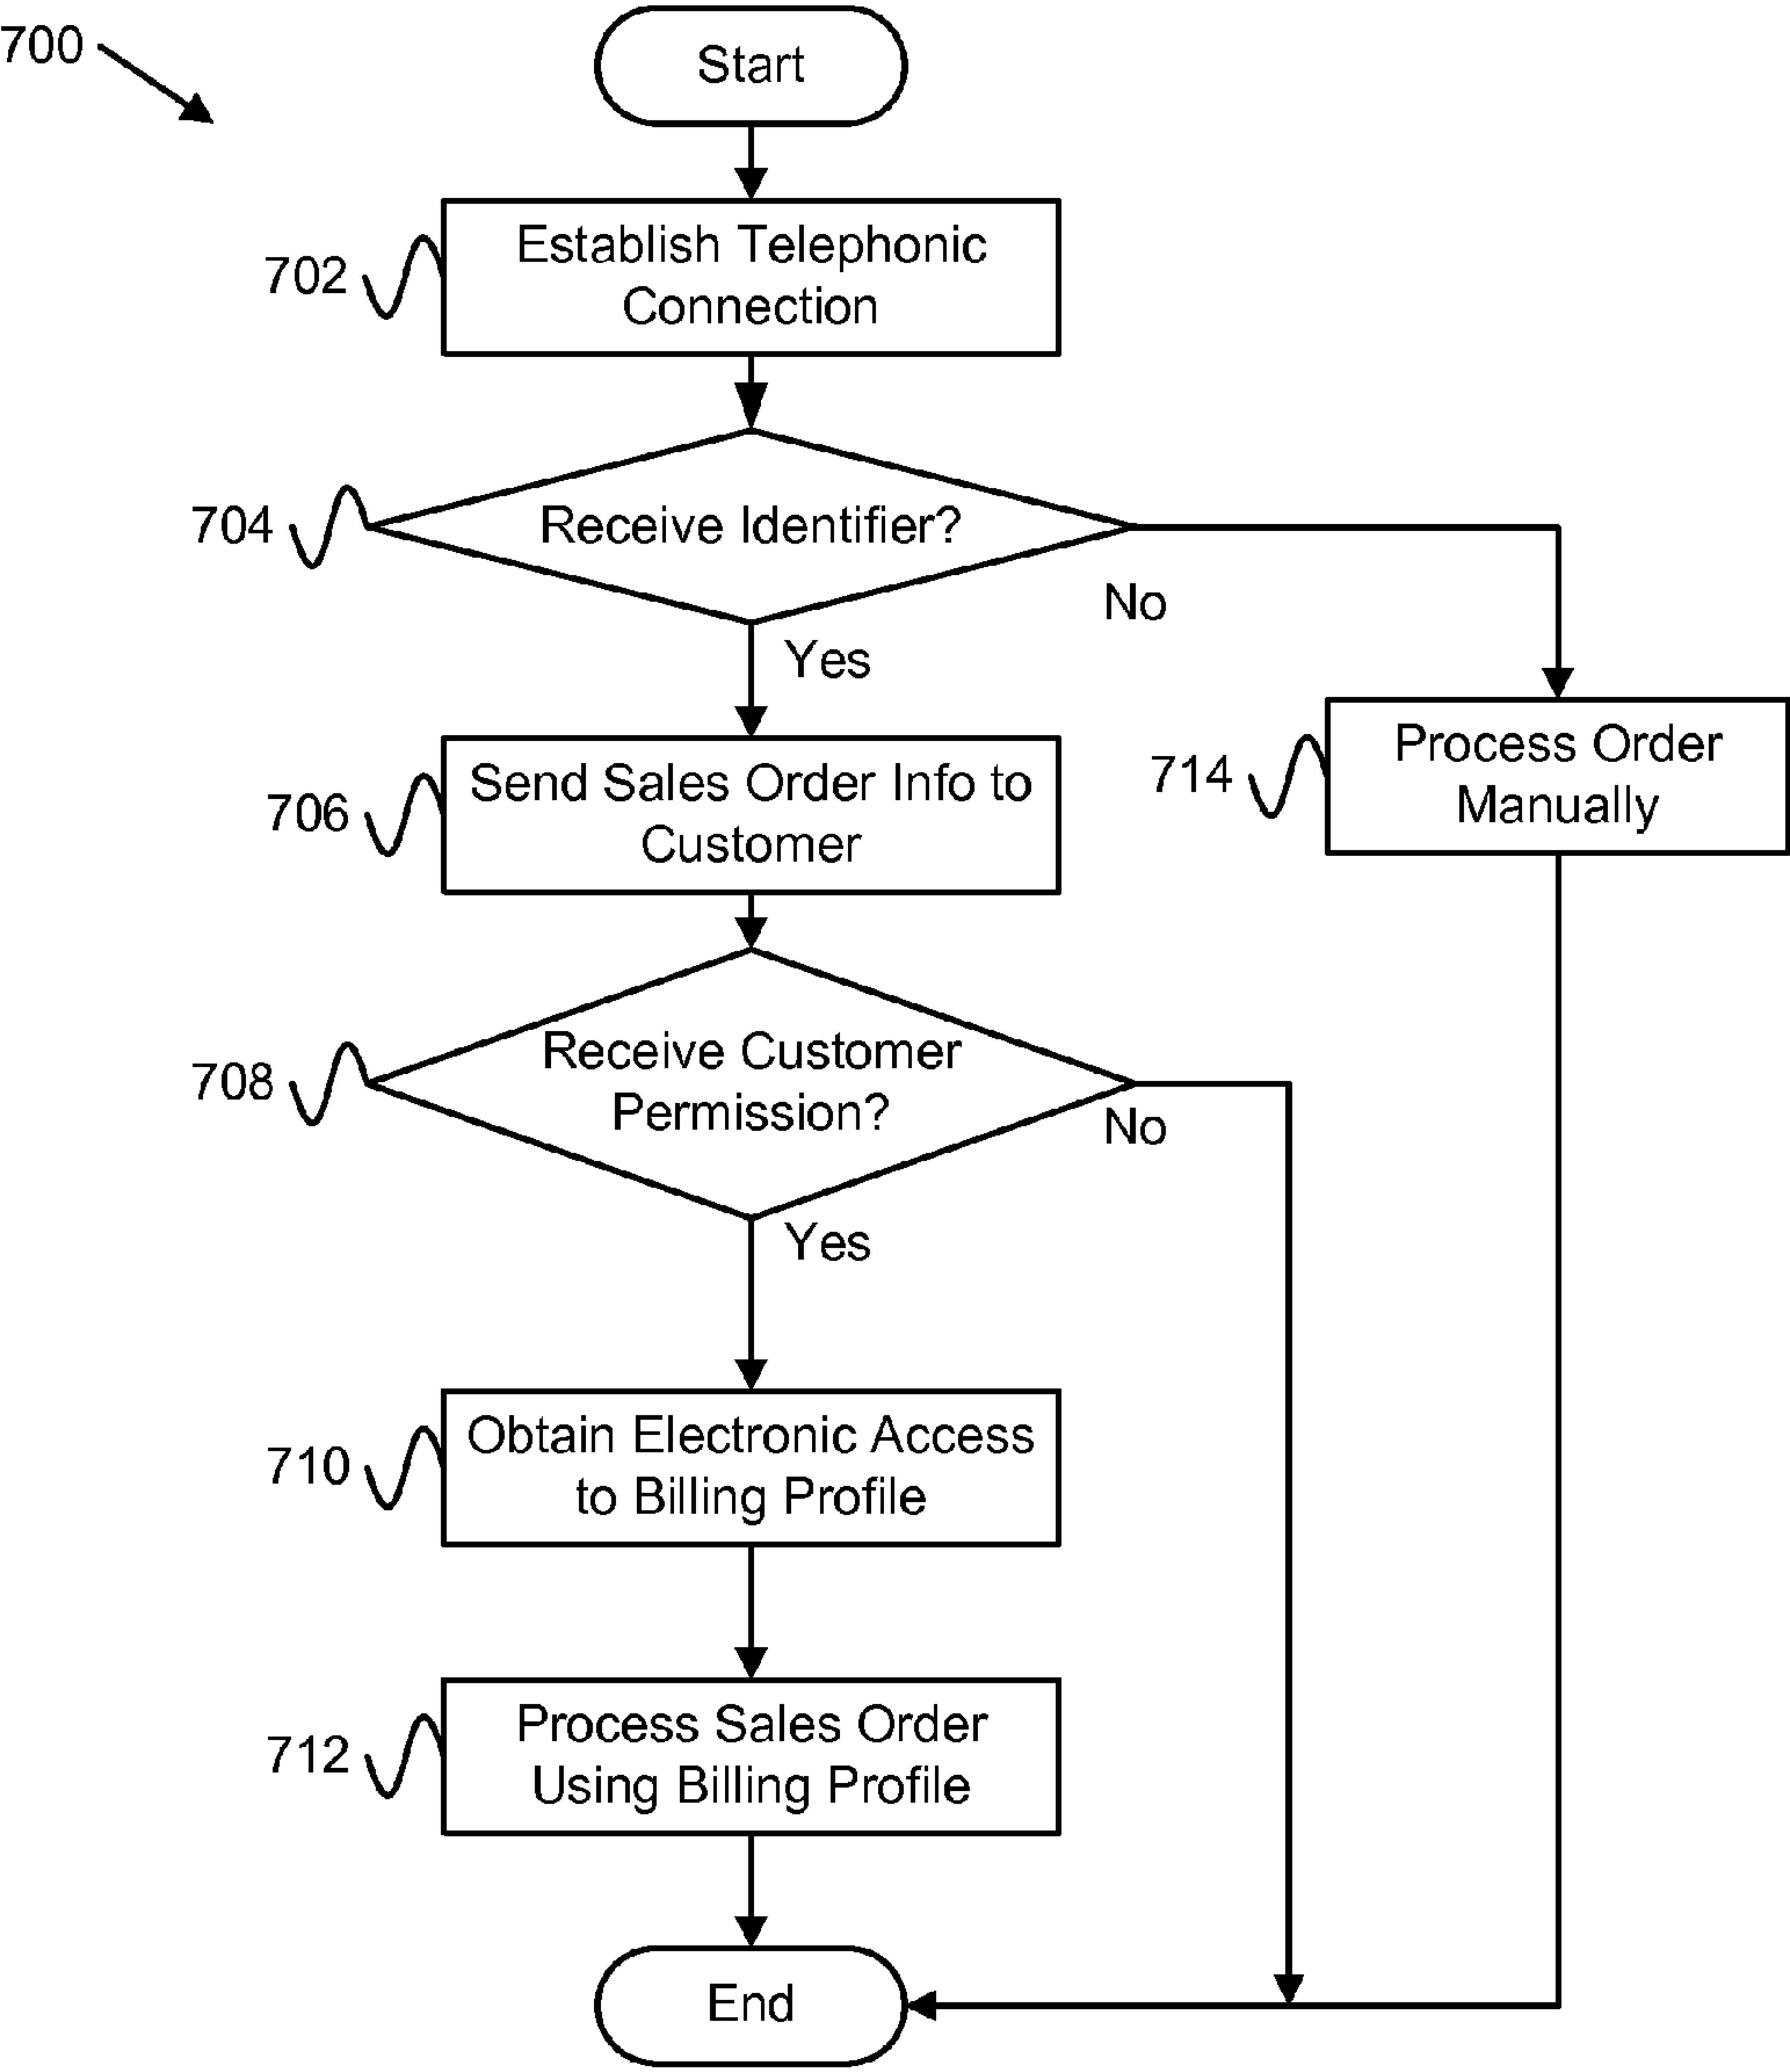 700
Start
702
Establish Telephonic
Connection
704
Receive Identifier?
No
Yes
706
Send Sales Order Info to
Customer
714
Process Order
Manually
708
Receive Customer
Permission?
No
Yes
710
Obtain Electronic Access
to Billing Profile
712
Process Sales Order
Using Billing Profile
End